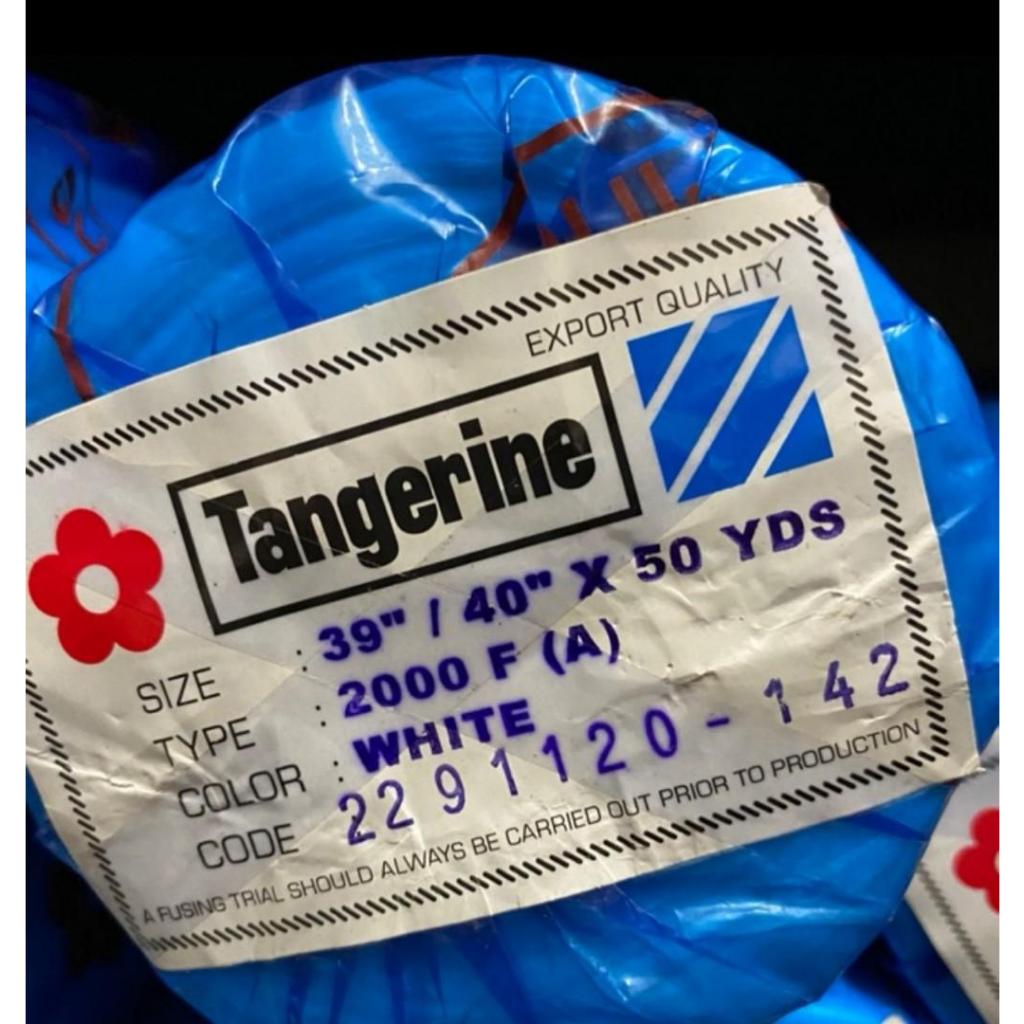 EXPORT QUALITY
Tangerine
SIZE : 39" / 40" X 50 YDS
TYPE : 2000 F (A)
COLOR : WHITE
CODE 291120 - 142
A FUSING TRIAL SHOULD ALWAYS BE CARRIED OUT PRIOR TO PRODUCTION